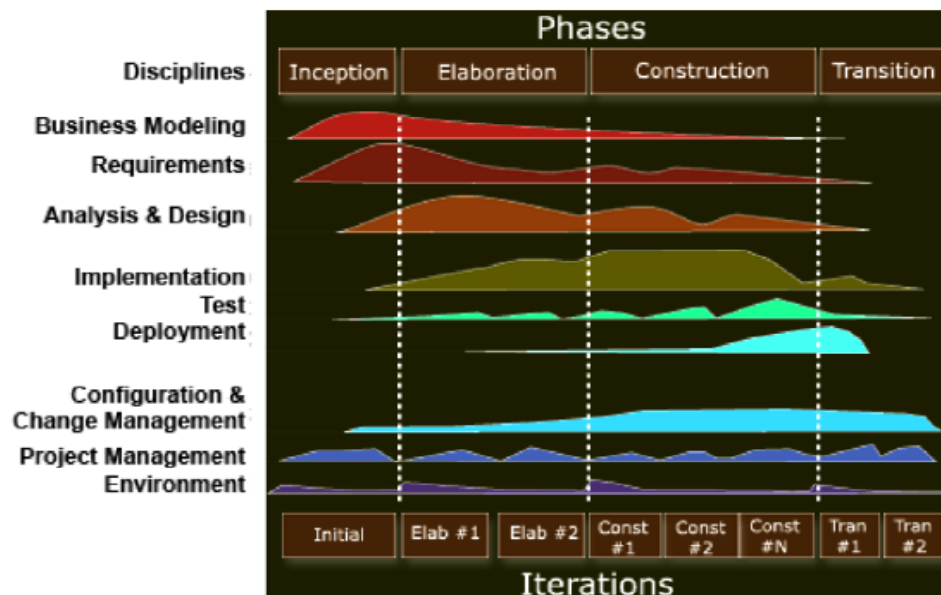 Phases
Disciplines
Inception
Elaboration
Construction
Transition
Business Modeling
Requirements
Analysis & Design
Implementation
Test
Deployment
Configuration &
Change Management
Project Management
Environment
Initial
Elab #1
Elab #2
Const
#1
Const
#2
Const
#N
Tran
#1
Tran
#2
Iterations